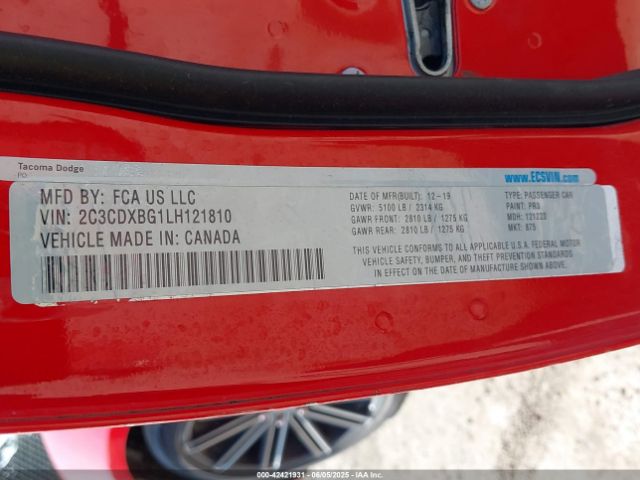 Tacoma Dodge
PO:
www.ECSVIN.com
MFD BY: FCA US LLC
VIN: 2C3CDXBG1LH121810
VEHICLE MADE IN: CANADA
DATE OF MFR(BUILT): 12-19
GVWR: 5100 LB / 2314 KG
GAWR FRONT: 2810 LB / 1275 KG
GAWR REAR: 2810 LB / 1275 KG
TYPE: PASSENGER CAR
PAINT: PR3
MDH: 121223
MKT: 875
THIS VEHICLE CONFORMS TO ALL APPLICABLE U.S.A. FEDERAL MOTOR
VEHICLE SAFETY, BUMPER, AND THEFT PREVENTION STANDARDS
IN EFFECT ON THE DATE OF MANUFACTURE SHOWN ABOVE.
000-42421931 - 06/05/2025 - IAAI.COM